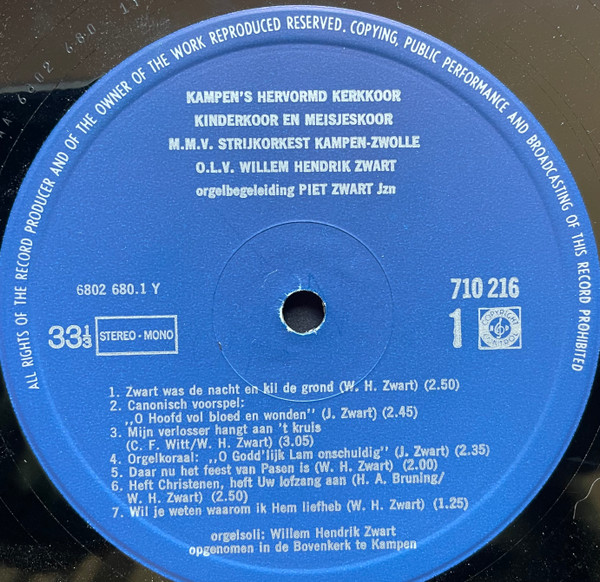 ALL RIGHTS OF THE RECORD PRODUCER AND OF THE OWNER OF THE WORK REPRODUCED RESERVED. COPYING, PUBLIC PERFORMANCE AND BROADCASTING OF THIS RECORD PROHIBITED
KAMPEN'S HERVORMD KERKKOOR
KINDERKOOR EN MEISJESKOOR
M.M.V. STRIJKORKEST KAMPEN-ZWOLLE
O.L.V. WILLEM HENDRIK ZWART
orgelbegeleiding PIET ZWART Jzn
6802 680.1 Y
710 216
33⅓
STEREO - MONO
1
COPYRIGHT
CONTROL
1. Zwart was de nacht en kil de grond (W. H. Zwart) (2.50)
2. Canonisch voorspel:
„O Hoofd vol bloed en wonden" (J. Zwart) (2.45)
3. Mijn verlosser hangt aan 't kruis
(C. F. Witt/W. H. Zwart) (3.05)
4. Orgelkoraal: „O Godd'lijk Lam onschuldig" (J. Zwart) (2.35)
5. Daar nu het feest van Pasen is (W. H. Zwart) (2.00)
6. Heft Christenen, heft Uw lofzang aan (H. A. Bruning/
W. H. Zwart) (2.50)
7. Wil je weten waarom ik Hem liefheb (W. H. Zwart) (1.25)
orgelsoli: Willem Hendrik Zwart
opgenomen in de Bovenkerk te Kampen